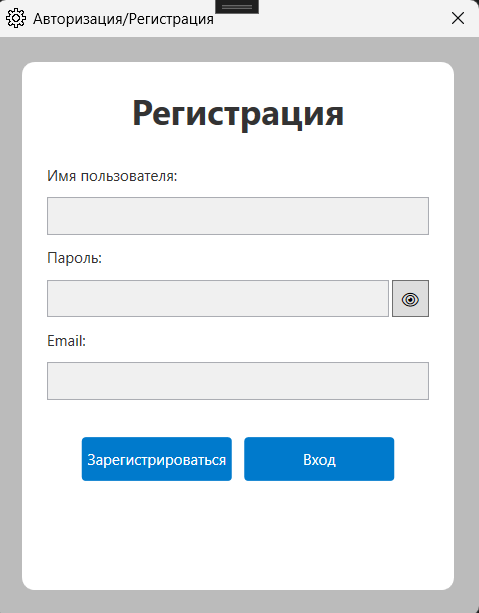 Авторизация/Регистрация
Регистрация
Имя пользователя:
Пароль:
Email:
Зарегистрироваться
Вход